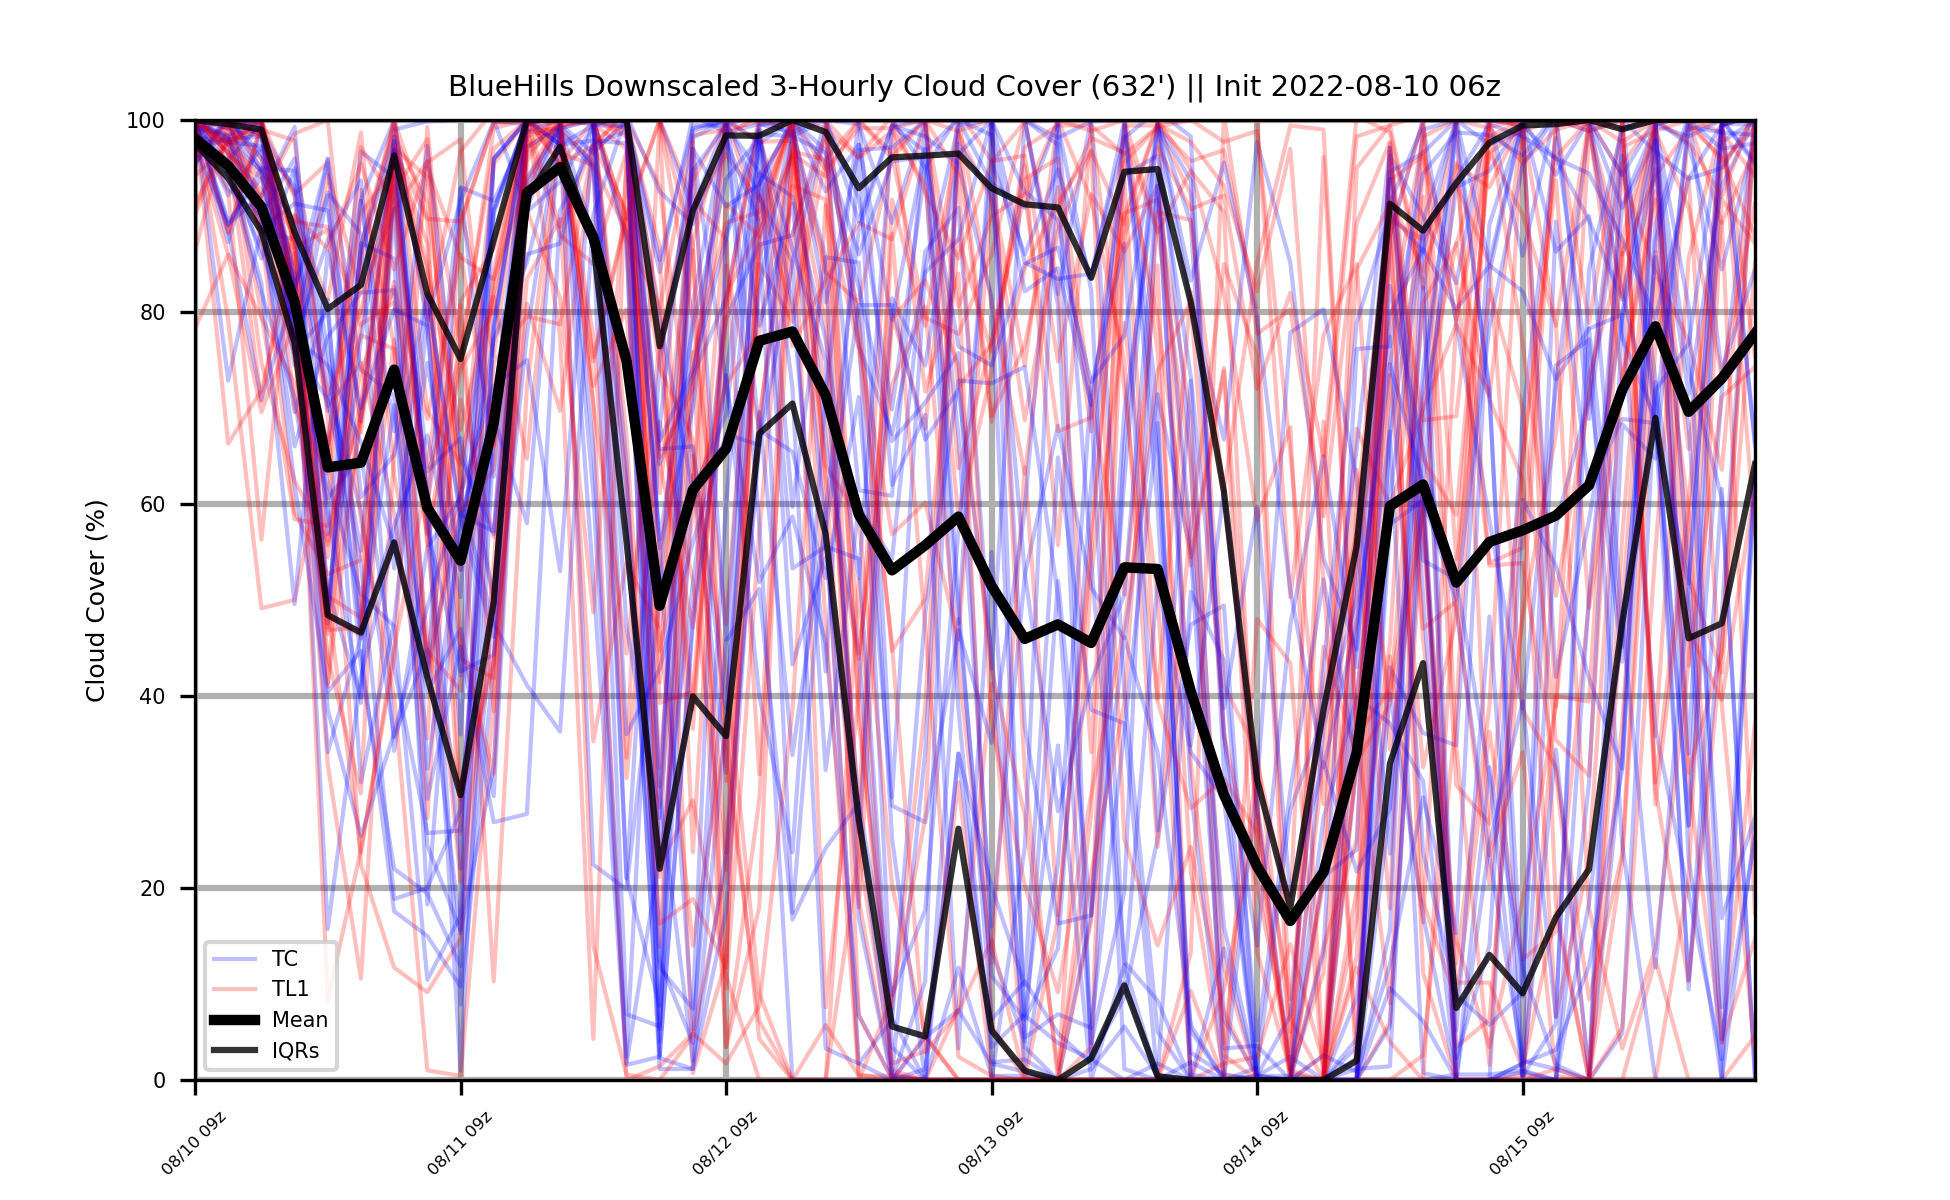 BlueHills Downscaled 3-Hourly Cloud Cover (632') || Init 2022-08-10 06z
Cloud Cover (%)
100
80
60
40
20
0
TC
TL1
Mean
IQRs
08/10 09z
08/11 09z
08/12 09z
08/13 09z
08/14 09z
08/15 09z